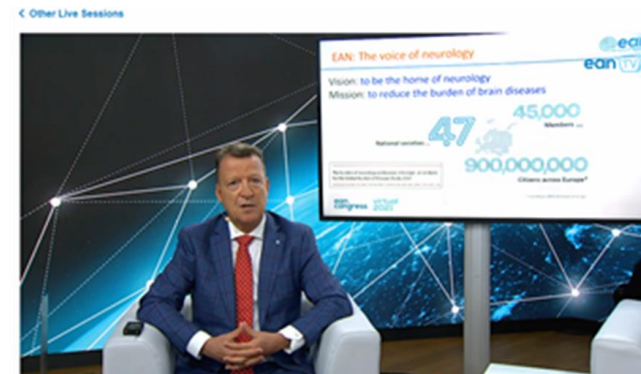 Other Live Sessions
ean
ean TV
EAN: The voice of neurology
Vision: to be the home of neurology
Mission: to reduce the burden of brain diseases
45,000
Members ...
National societies ...
47
900,000,000
Citizens across Europe*
ean congress
virtual 2021